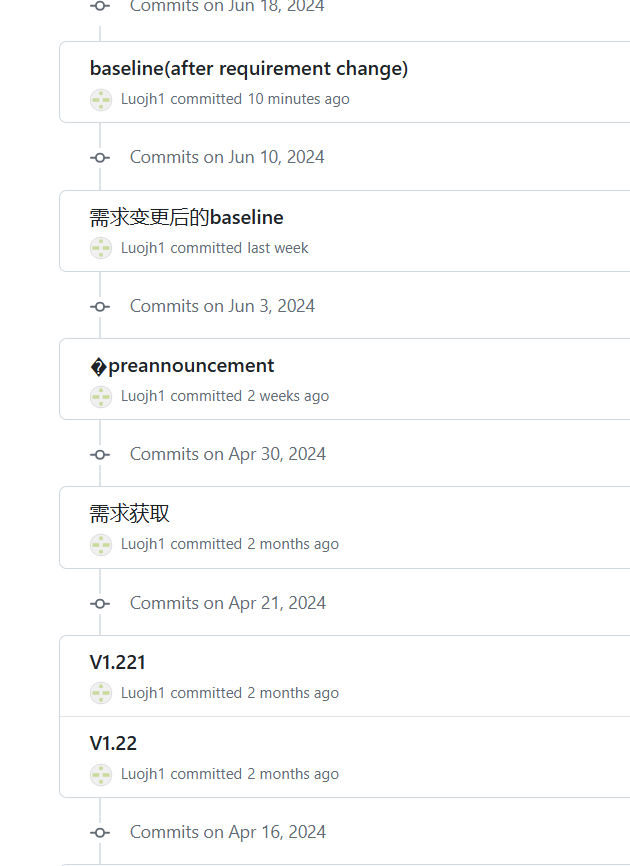 Commits on Jun 18, 2024
baseline(after requirement change)
Luojh1 committed 10 minutes ago
Commits on Jun 10, 2024
需求变更后的baseline
Luojh1 committed last week
Commits on Jun 3, 2024
�preannouncement
Luojh1 committed 2 weeks ago
Commits on Apr 30, 2024
需求获取
Luojh1 committed 2 months ago
Commits on Apr 21, 2024
V1.221
Luojh1 committed 2 months ago
V1.22
Luojh1 committed 2 months ago
Commits on Apr 16, 2024